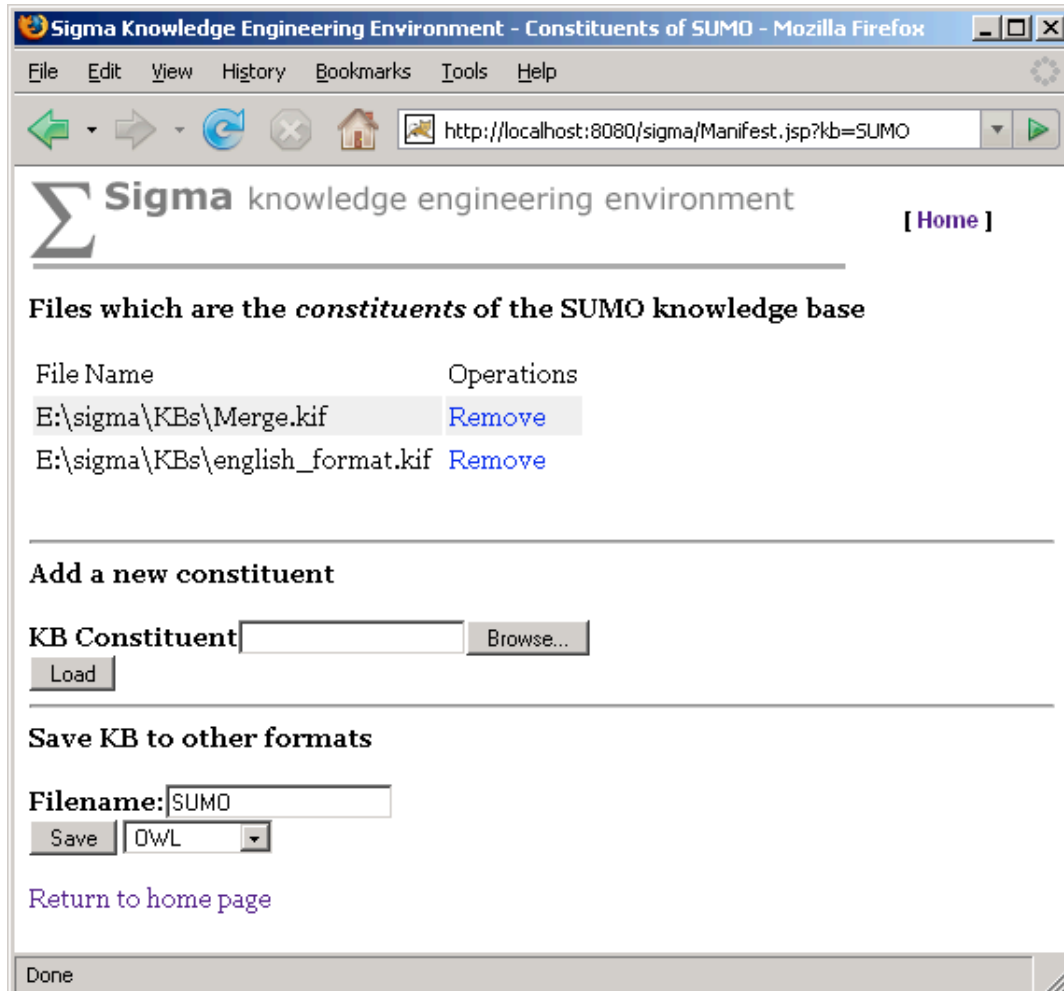 Sigma Knowledge Engineering Environment - Constituents of SUMO - Mozilla Firefox
File Edit View History Bookmarks Tools Help
http://localhost:8080/sigma/Manifest.jsp?kb=SUMO
Σ Sigma knowledge engineering environment
[ Home ]
Files which are the constituents of the SUMO knowledge base
File Name Operations
E:\sigma\KBs\Merge.kif Remove
E:\sigma\KBs\english_format.kif Remove
Add a new constituent
KB Constituent Browse...
Load
Save KB to other formats
Filename: SUMO
Save OWL
Return to home page
Done